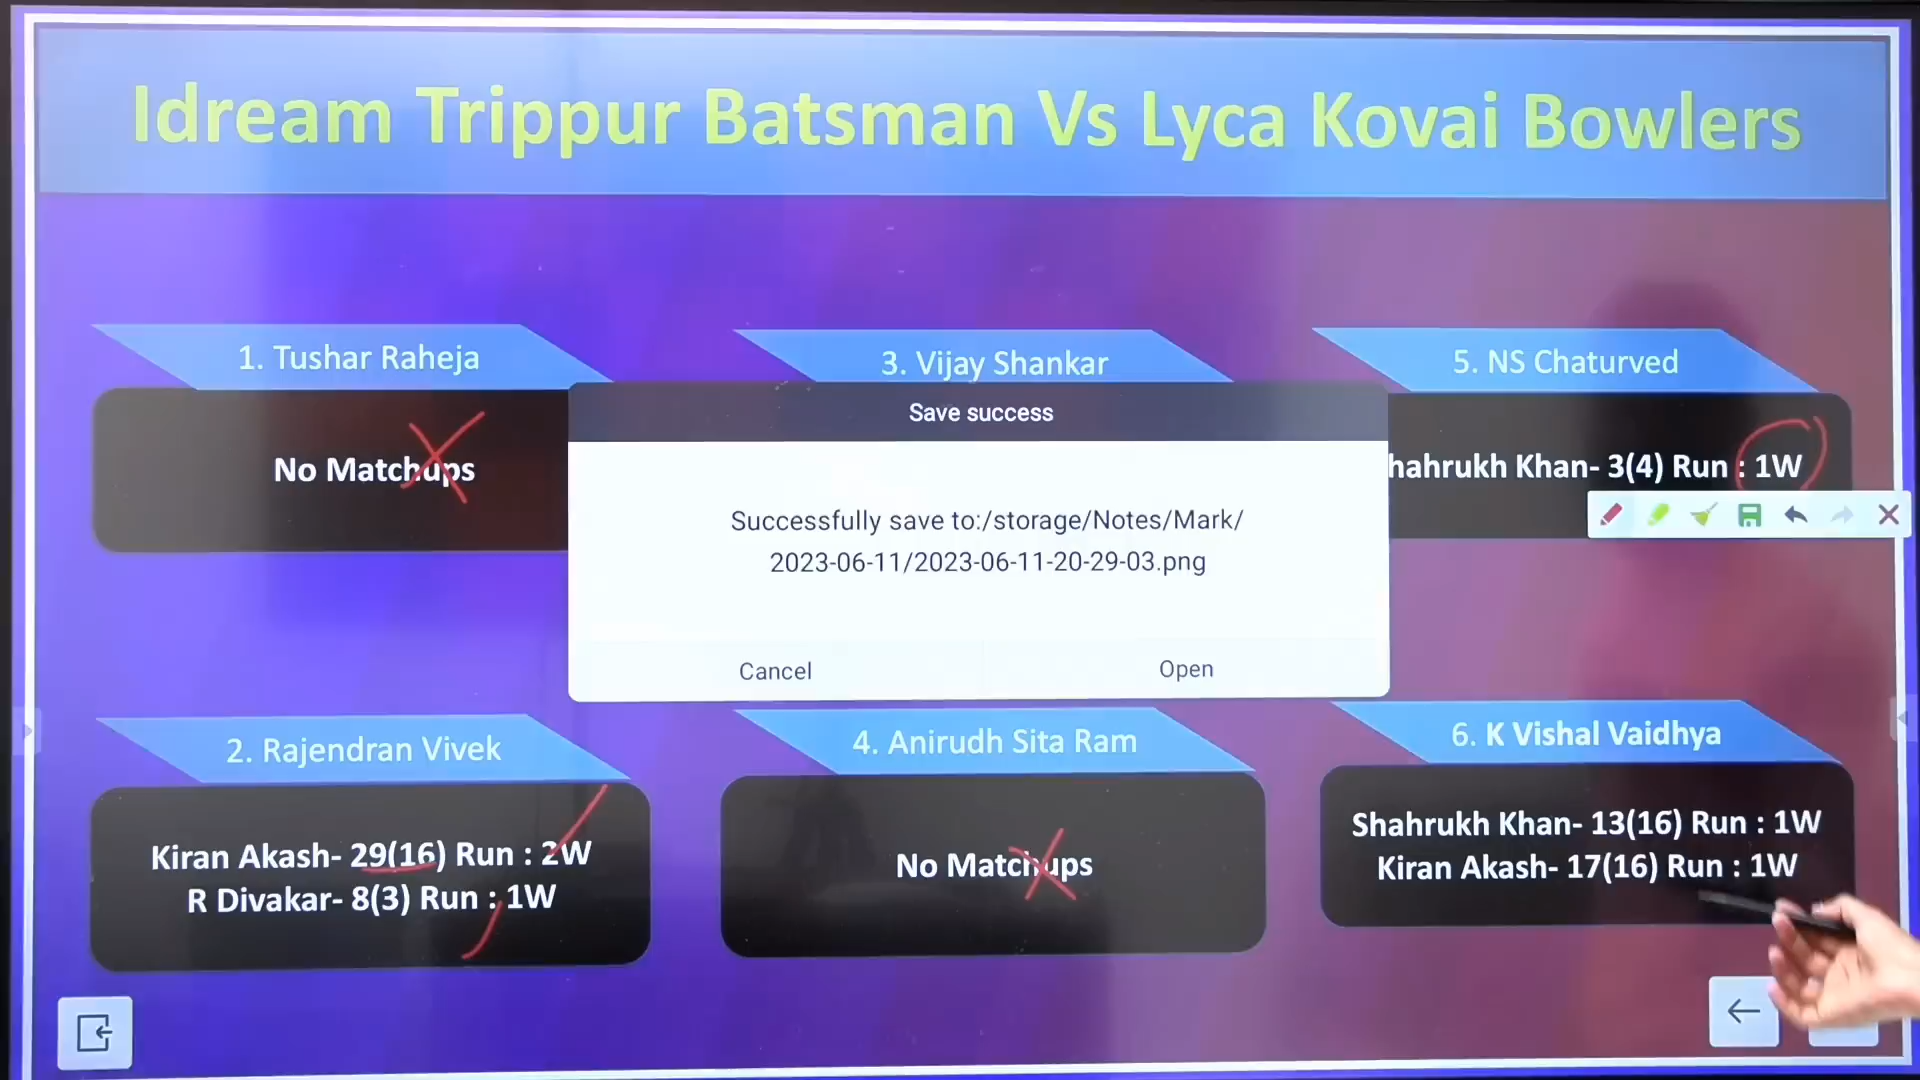 Idream Trippur Batsman Vs Lyca Kovai Bowlers
1. Tushar Raheja
No Matchups
3. Vijay Shankar
5. NS Chaturved
hahrukh Khan- 3(4) Run : 1W
Save success
Successfully save to:/storage/Notes/Mark/
2023-06-11/2023-06-11-20-29-03.png
Cancel
Open
2. Rajendran Vivek
Kiran Akash- 29(16) Run : 2W
R Divakar- 8(3) Run : 1W
4. Anirudh Sita Ram
No Matchups
6. K Vishal Vaidhya
Shahrukh Khan- 13(16) Run : 1W
Kiran Akash- 17(16) Run : 1W